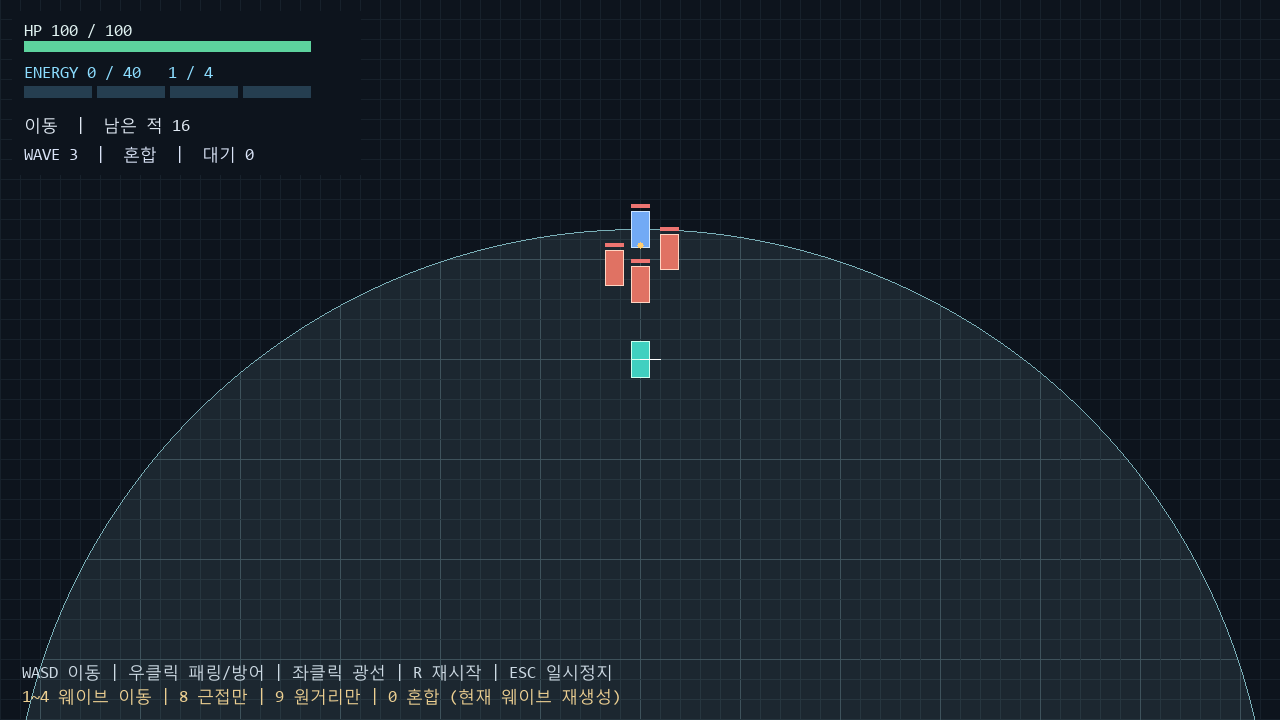 HP 100 / 100
ENERGY 0 / 40 1 / 4
이동 | 남은 적 16
WAVE 3 | 혼합 | 대기 0
WASD 이동 | 우클릭 패링/방어 | 좌클릭 광선 | R 재시작 | ESC 일시정지
1~4 웨이브 이동 | 8 근접만 | 9 원거리만 | 0 혼합 (현재 웨이브 재생성)